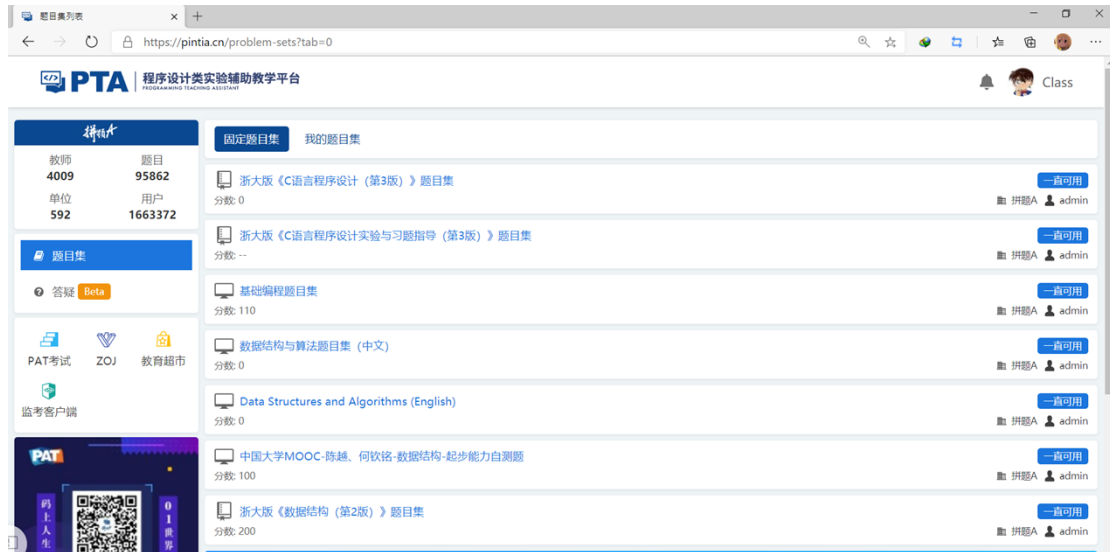 题目集列表
https://pintia.cn/problem-sets?tab=0
PTA 程序设计类实验辅助教学平台
PROGRAMMING TEACHING ASSISTANT
Class
拼题A
教师 题目
4009 95862
单位 用户
592 1663372
题目集
答疑 Beta
PAT考试 ZOJ 教育超市
监考客户端
PAT
码上人生
01世界
固定题目集 我的题目集
浙大版《C语言程序设计（第3版）》题目集 一直可用
分数: 0 拼题A admin
浙大版《C语言程序设计实验与习题指导（第3版）》题目集 一直可用
分数: -- 拼题A admin
基础编程题目集 一直可用
分数: 110 拼题A admin
数据结构与算法题目集（中文） 一直可用
分数: 0 拼题A admin
Data Structures and Algorithms (English) 一直可用
分数: 0 拼题A admin
中国大学MOOC-陈越、何钦铭-数据结构-起步能力自测题 一直可用
分数: 100 拼题A admin
浙大版《数据结构（第2版）》题目集 一直可用
分数: 200 拼题A admin